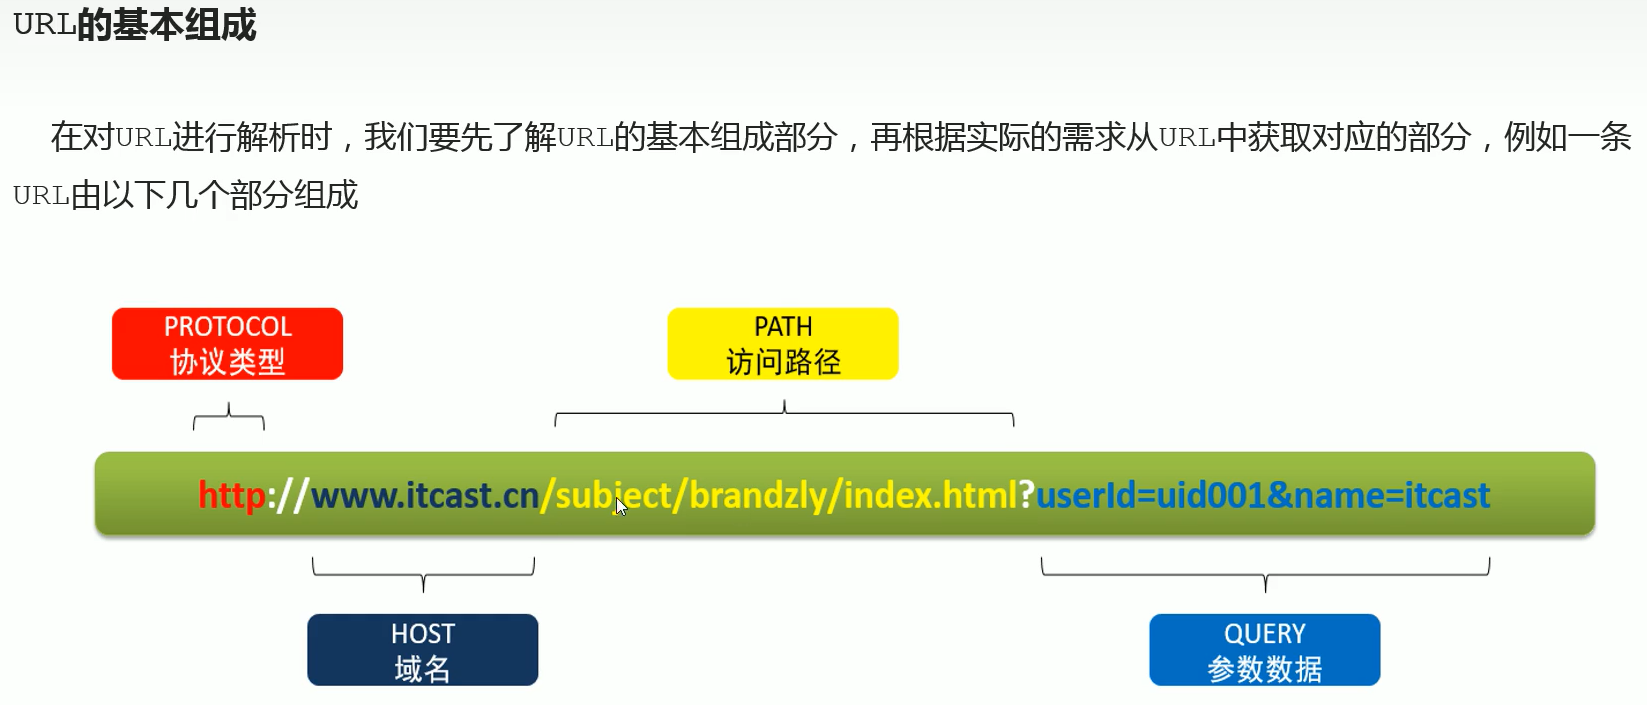 URL的基本组成
在对URL进行解析时，我们要先了解URL的基本组成部分，再根据实际的需求从URL中获取对应的部分，例如一条
URL由以下几个部分组成
PROTOCOL
协议类型
PATH
访问路径
http://www.itcast.cn/subject/brandzly/index.html?userId=uid001&name=itcast
HOST
域名
QUERY
参数数据